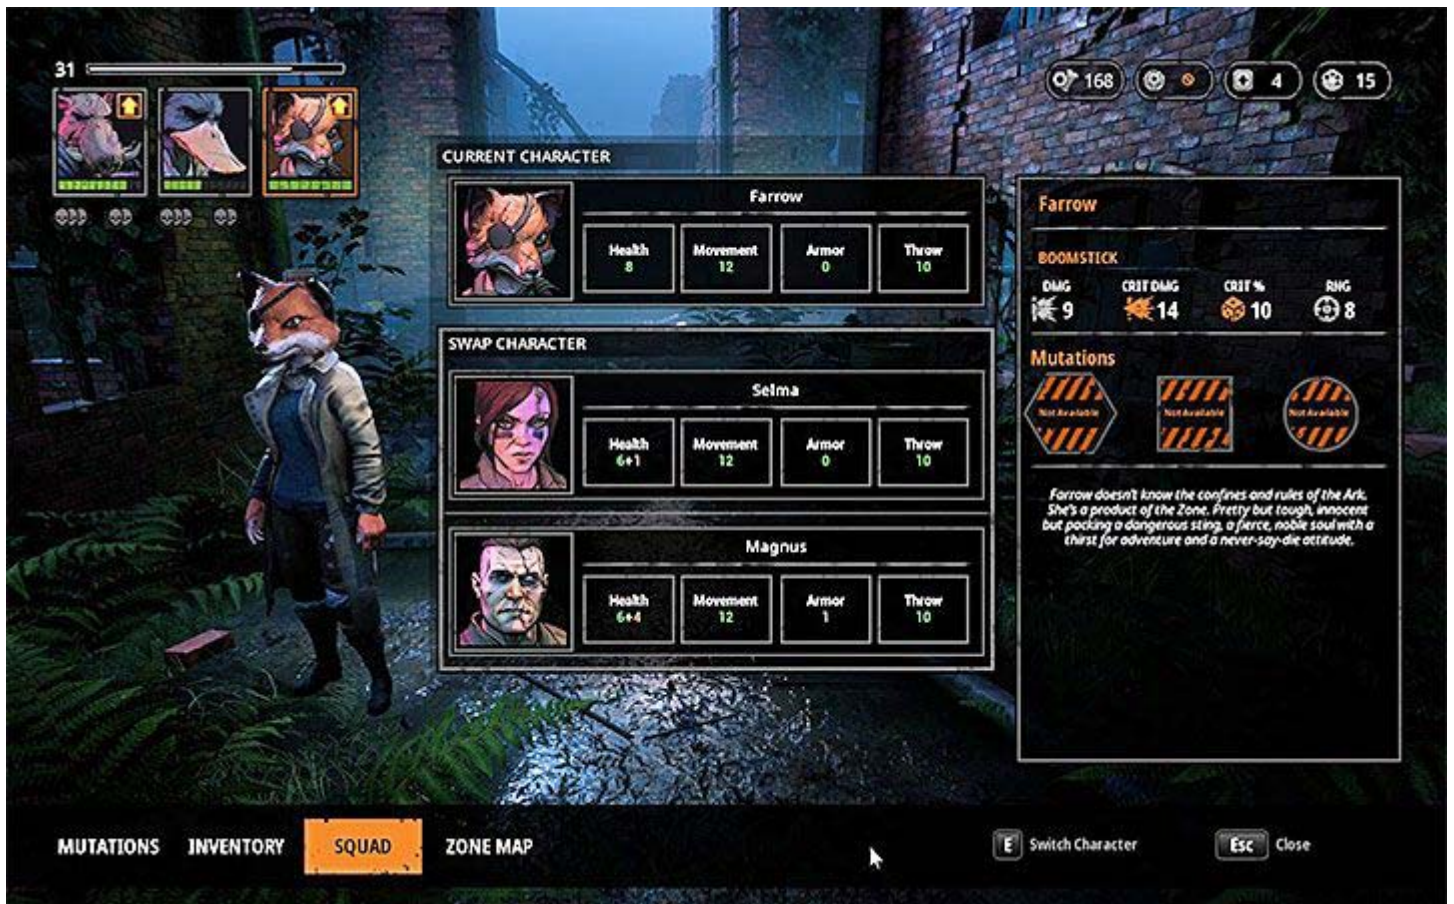 31
168
4
15
CURRENT CHARACTER
Farrow
Health
8
Movement
12
Armor
0
Throw
10
SWAP CHARACTER
Selma
Health
6+1
Movement
12
Armor
0
Throw
10
Magnus
Health
6+4
Movement
12
Armor
1
Throw
10
Farrow
BOOMSTICK
DMG
CRIT DMG
CRIT %
RNG
9
14
10
8
Mutations
Not Available
Not Available
Not Available
Farrow doesn't know the confines and rules of the Ark.
She's a product of the Zone. Pretty but tough, innocent
but packing a dangerous sting, a fierce, noble soul with a
thirst for adventure and a never-say-die attitude.
MUTATIONS INVENTORY SQUAD ZONE MAP
E Switch Character
Esc Close